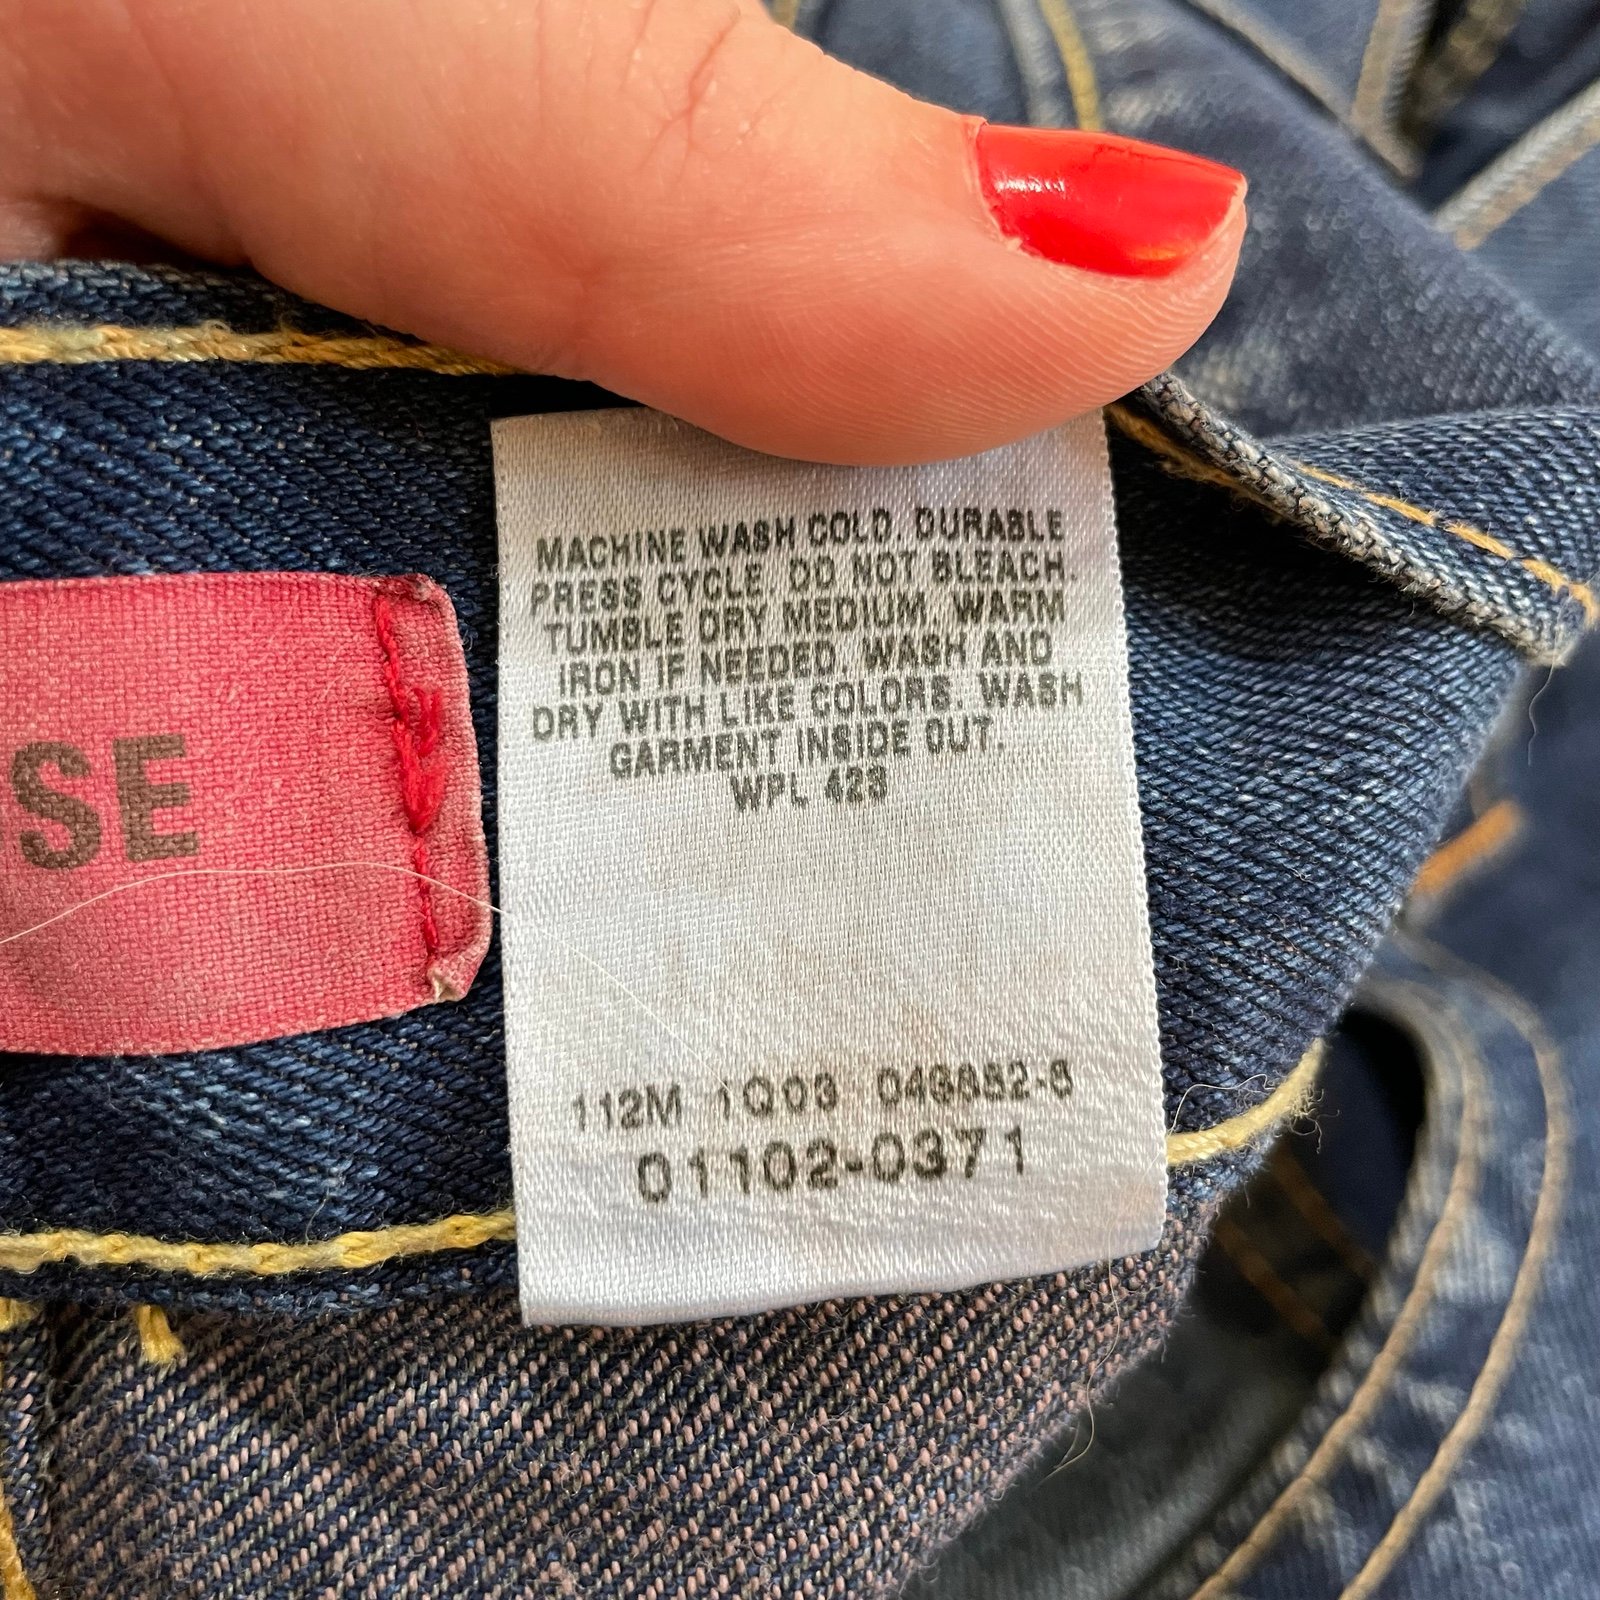 MACHINE WASH COLD. DURABLE
PRESS CYCLE. DO NOT BLEACH.
TUMBLE DRY MEDIUM. WARM
IRON IF NEEDED. WASH AND
DRY WITH LIKE COLORS. WASH
GARMENT INSIDE OUT.
WPL 423
SE
112M 1Q03
01102-0371